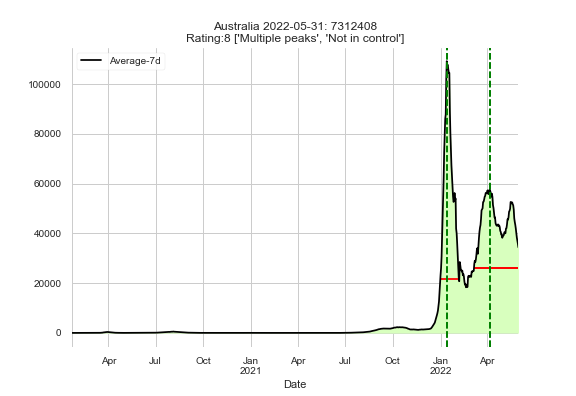 Australia 2022-05-31: 7312408
Rating:8 ['Multiple peaks', 'Not in control']
Average-7d
100000
80000
60000
40000
20000
0
Apr Jul Oct Jan Apr Jul Oct Jan Apr
2021 2022
Date